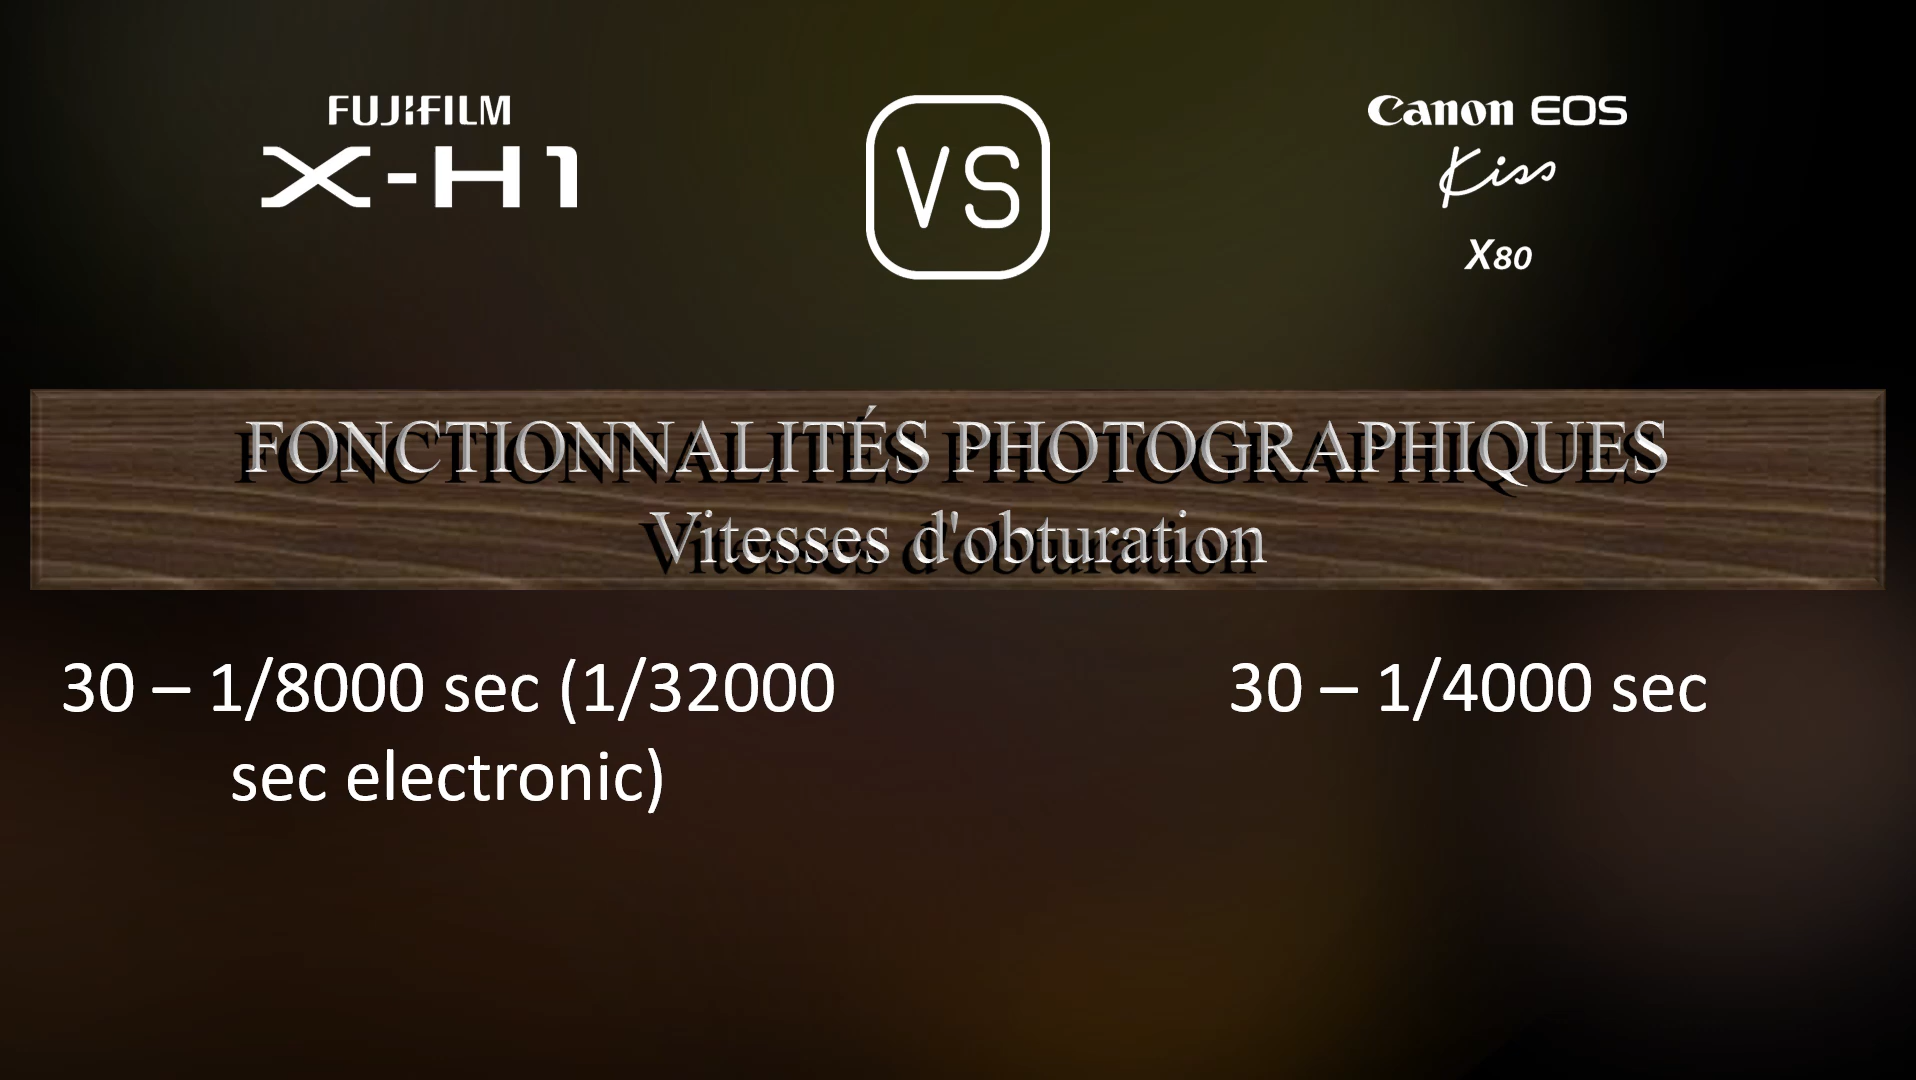 FUJIFILM
X-H1
VS
Canon EOS
Kiss
X80
FONCTIONNALITÉS PHOTOGRAPHIQUES
Vitesses d'obturation
30 – 1/8000 sec (1/32000
sec electronic)
30 – 1/4000 sec